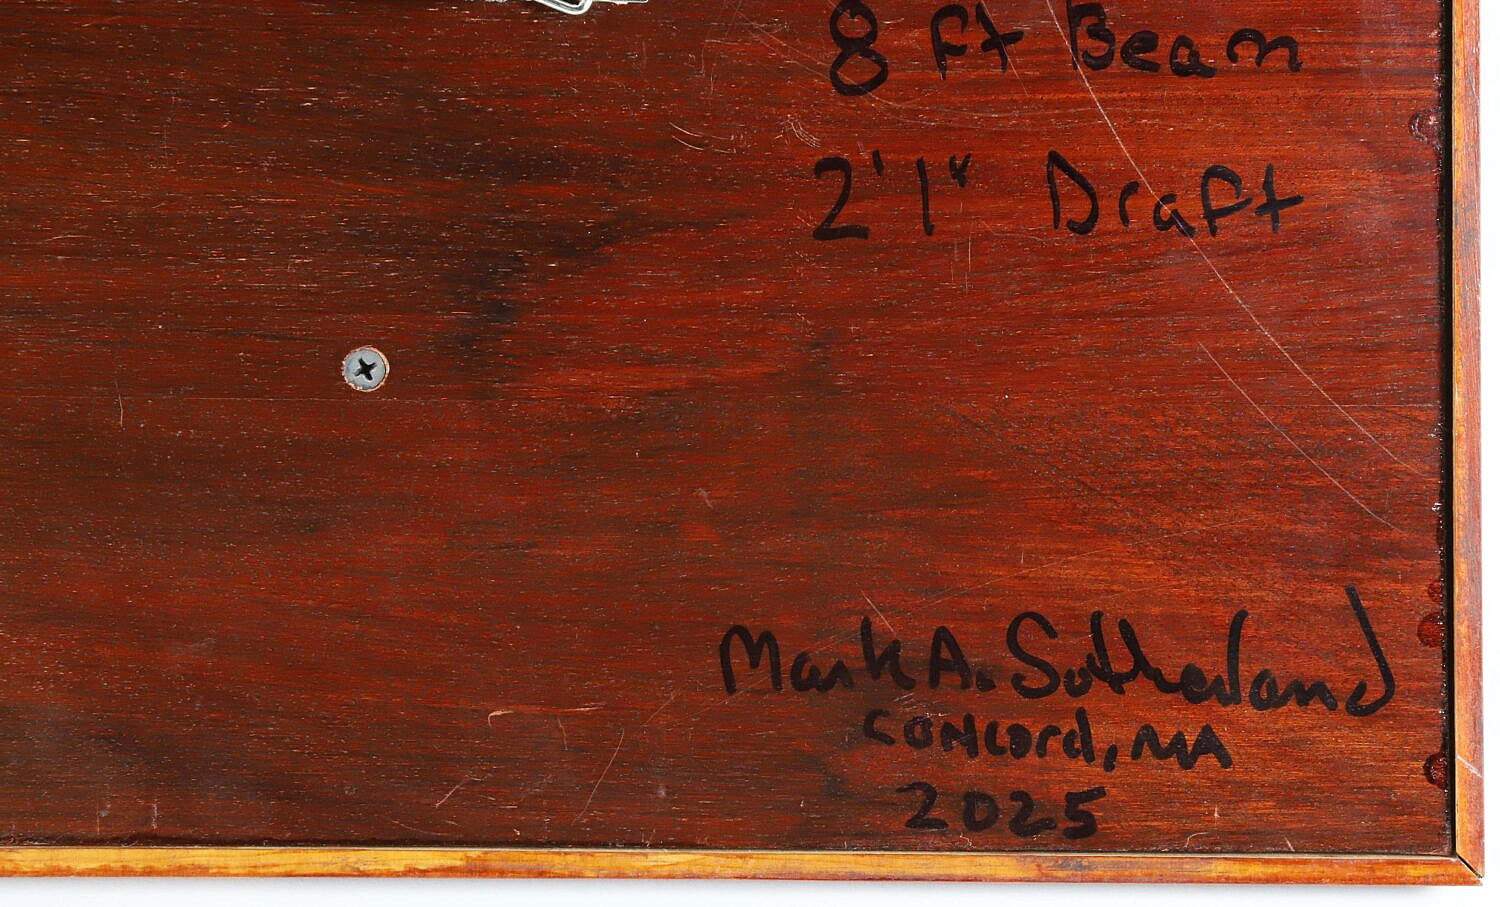 8 ft Beam
2'1" Draft
Mark A. Sutherland
Concord, MA
2025